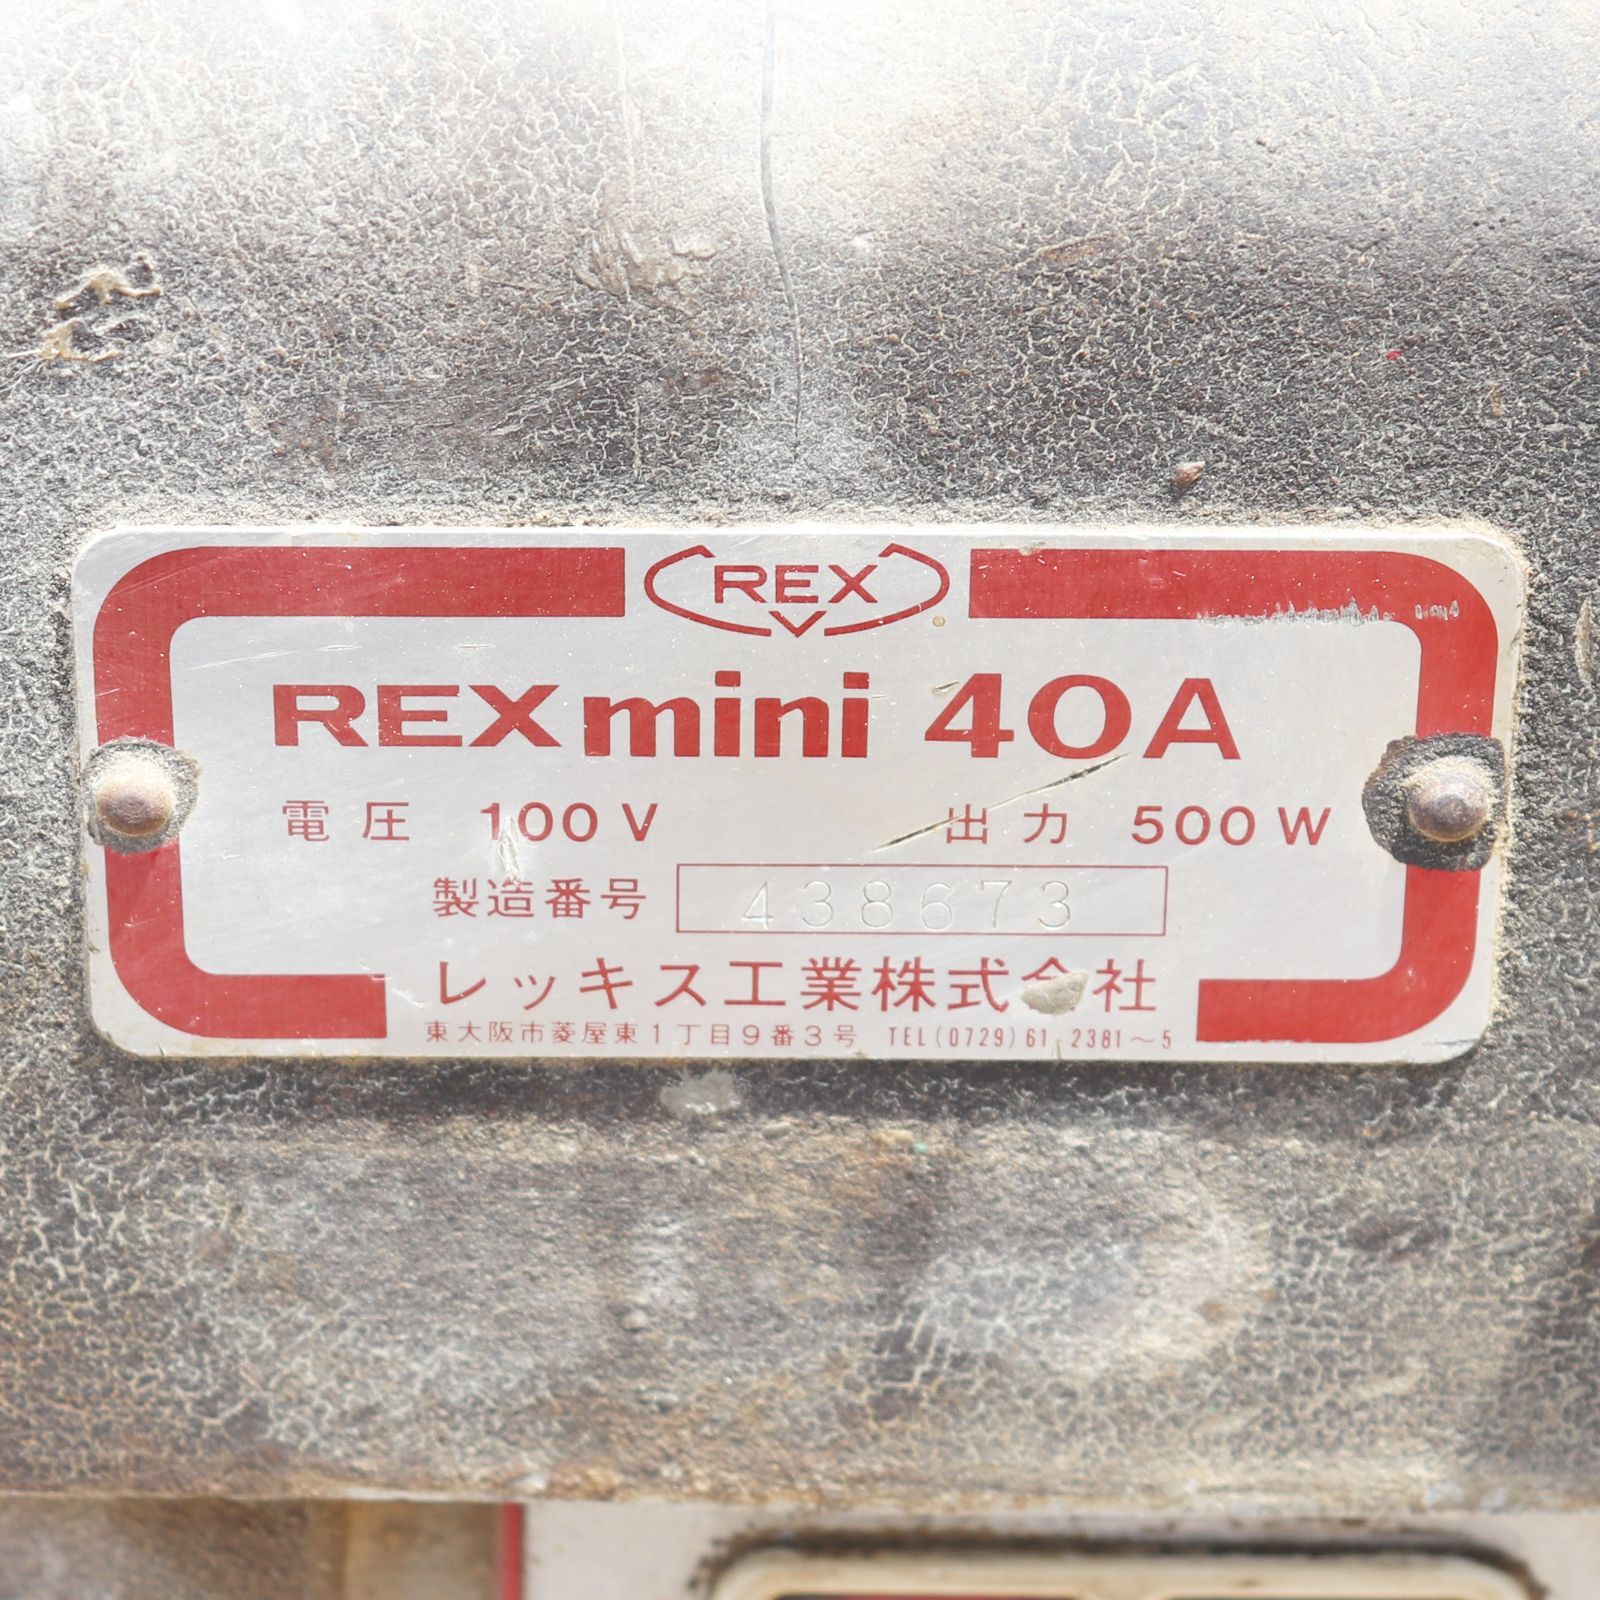 REX
REX mini 40A
電圧 100V 出力 500W
製造番号 438673
レッキス工業株式会社
東大阪市菱屋東1丁目9番3号 TEL(0729)61-2381～5